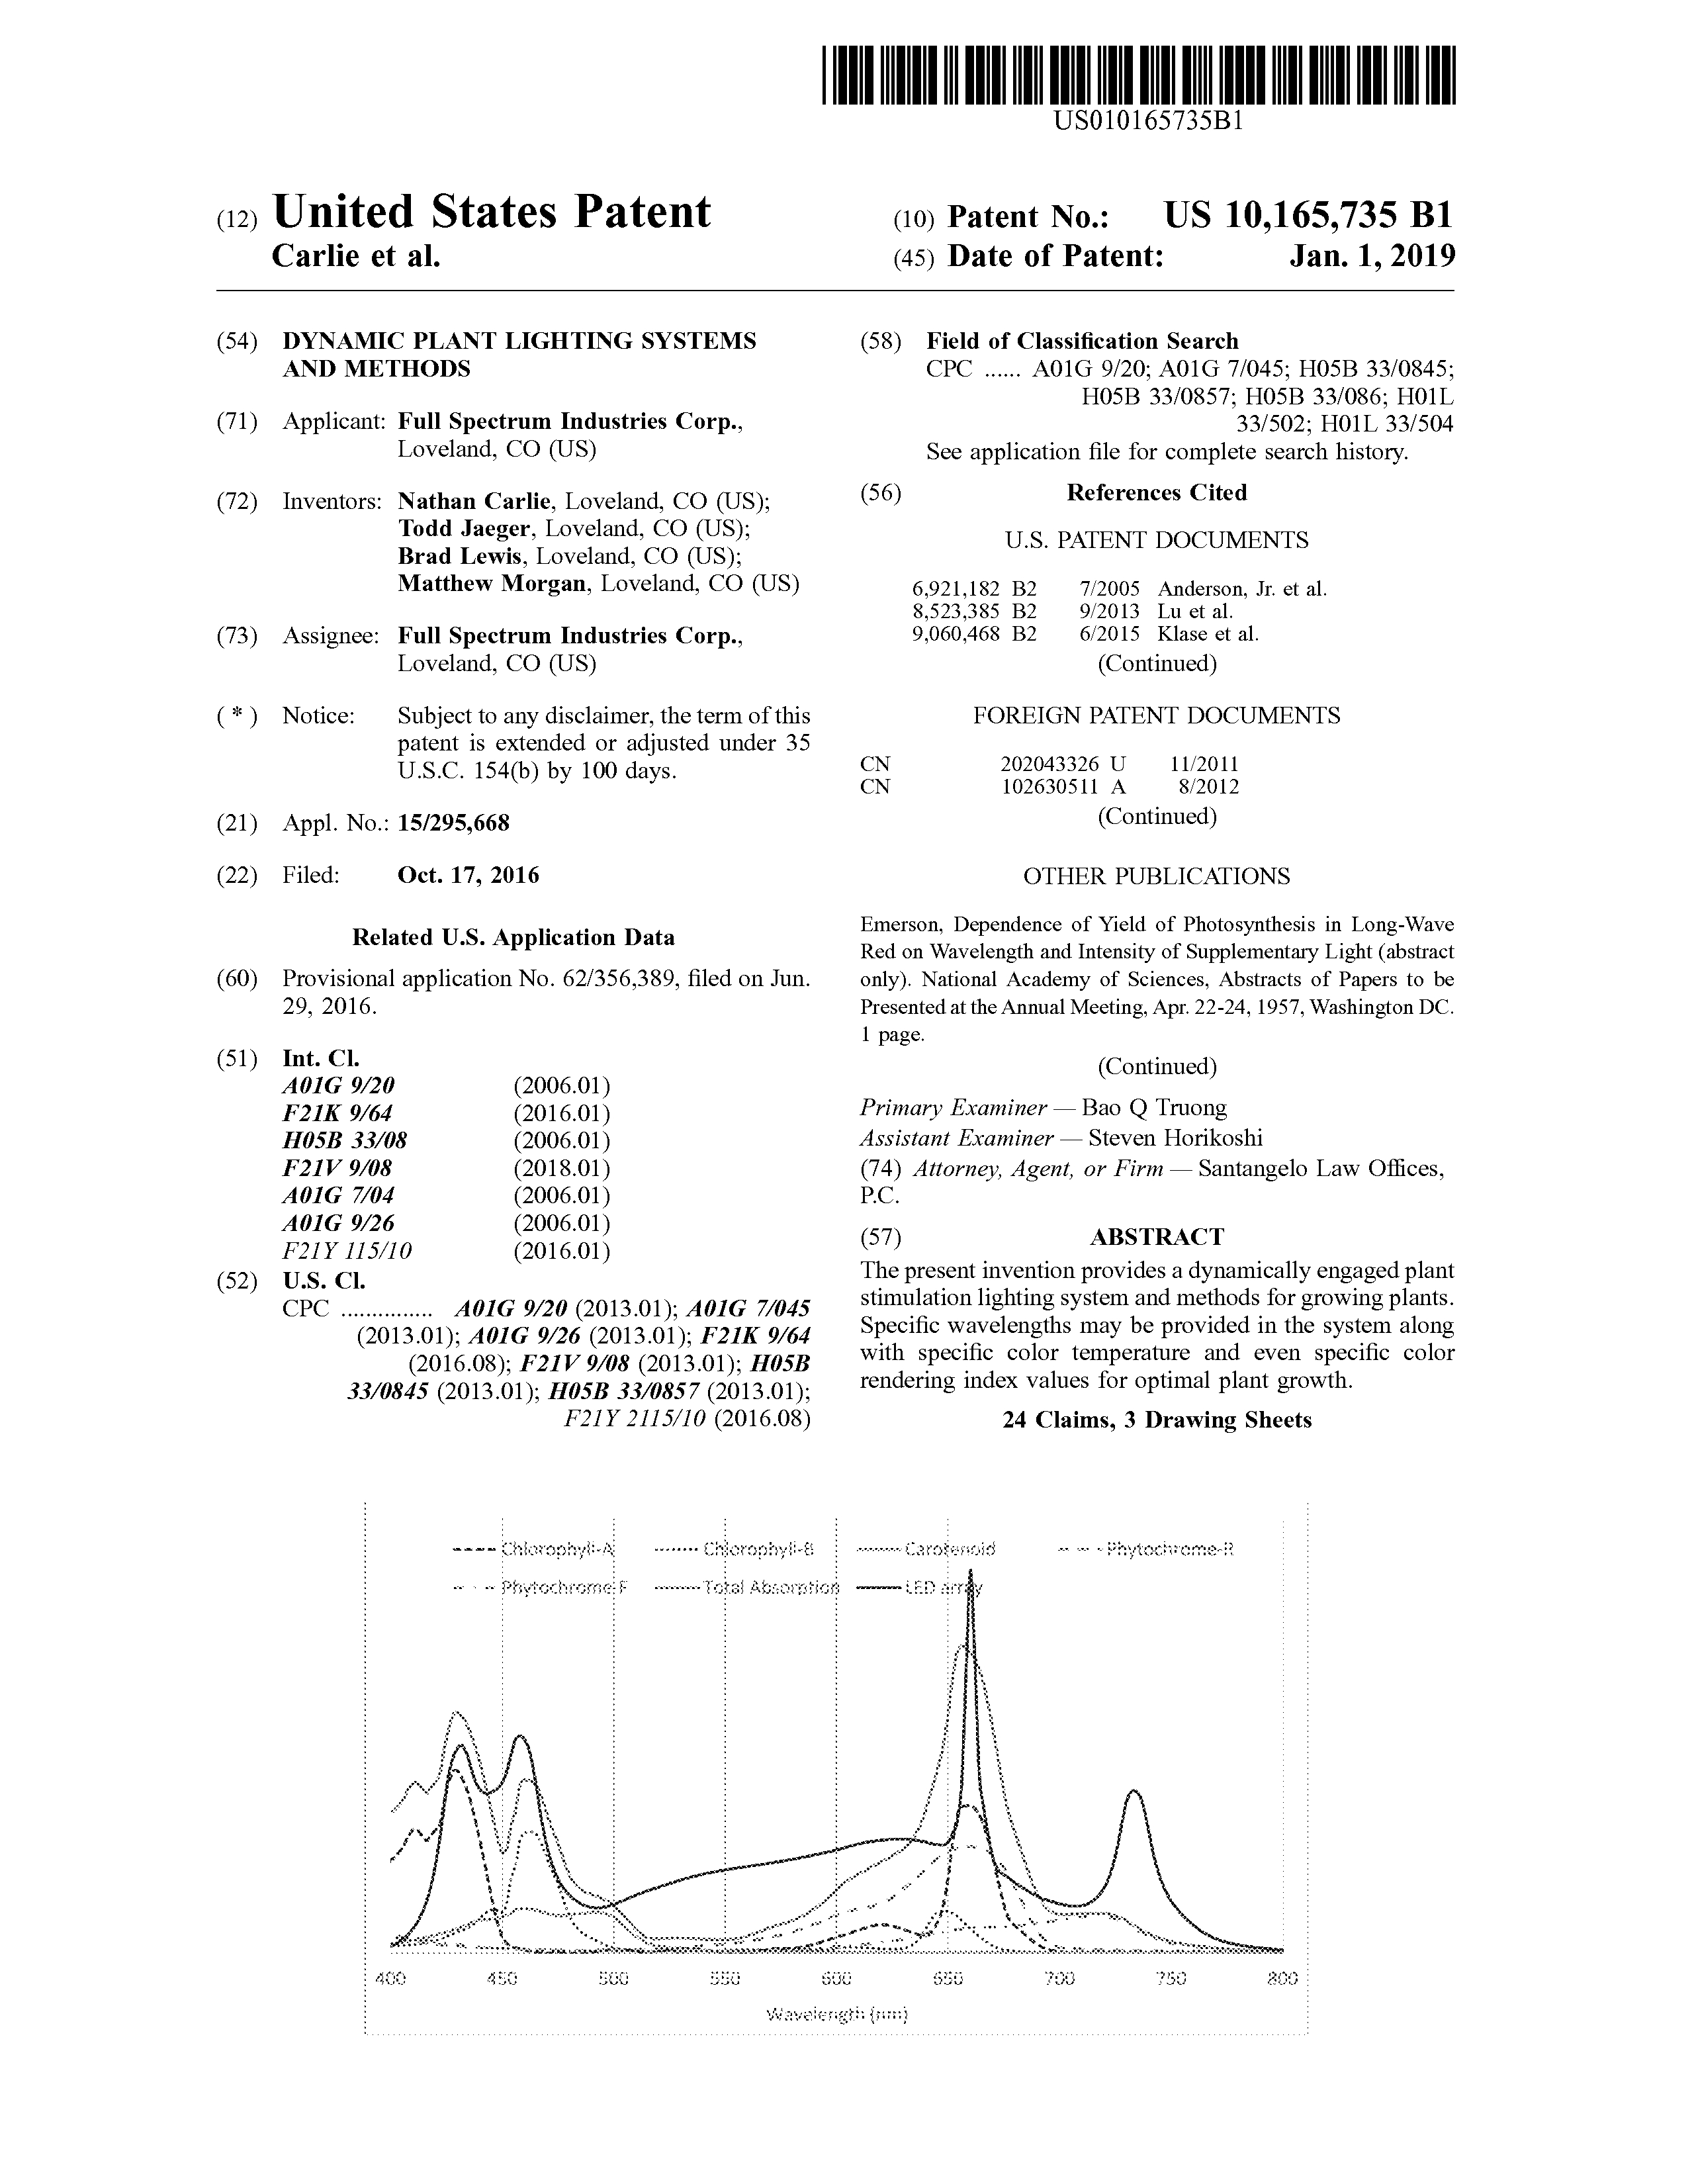 US010165735B1
(12) United States Patent
Carlie et al.
(10) Patent No.: US 10,165,735 B1
(45) Date of Patent: Jan. 1, 2019
(54) DYNAMIC PLANT LIGHTING SYSTEMS
AND METHODS
(71) Applicant: Full Spectrum Industries Corp.,
Loveland, CO (US)
(72) Inventors: Nathan Carlie, Loveland, CO (US);
Todd Jaeger, Loveland, CO (US);
Brad Lewis, Loveland, CO (US);
Matthew Morgan, Loveland, CO (US)
(73) Assignee: Full Spectrum Industries Corp.,
Loveland, CO (US)
( * ) Notice: Subject to any disclaimer, the term of this
patent is extended or adjusted under 35
U.S.C. 154(b) by 100 days.
(21) Appl. No.: 15/295,668
(22) Filed: Oct. 17, 2016
Related U.S. Application Data
(60) Provisional application No. 62/356,389, filed on Jun.
29, 2016.
(51) Int. Cl.
A01G 9/20 (2006.01)
F21K 9/64 (2016.01)
H05B 33/08 (2006.01)
F21V 9/08 (2018.01)
A01G 7/04 (2006.01)
A01G 9/26 (2006.01)
F21Y 115/10 (2016.01)
(52) U.S. Cl.
CPC ............... A01G 9/20 (2013.01); A01G 7/045
(2013.01); A01G 9/26 (2013.01); F21K 9/64
(2016.08); F21V 9/08 (2013.01); H05B
33/0845 (2013.01); H05B 33/0857 (2013.01);
F21Y 2115/10 (2016.08)
(58) Field of Classification Search
CPC ...... A01G 9/20; A01G 7/045; H05B 33/0845;
H05B 33/0857; H05B 33/086; H01L
33/502; H01L 33/504
See application file for complete search history.
(56) References Cited
U.S. PATENT DOCUMENTS
6,921,182 B2 7/2005 Anderson, Jr. et al.
8,523,385 B2 9/2013 Lu et al.
9,060,468 B2 6/2015 Klase et al.
(Continued)
FOREIGN PATENT DOCUMENTS
CN 202043326 U 11/2011
CN 102630511 A 8/2012
(Continued)
OTHER PUBLICATIONS
Emerson, Dependence of Yield of Photosynthesis in Long-Wave
Red on Wavelength and Intensity of Supplementary Light (abstract
only). National Academy of Sciences, Abstracts of Papers to be
Presented at the Annual Meeting, Apr. 22-24, 1957, Washington DC.
1 page.
(Continued)
Primary Examiner — Bao Q Truong
Assistant Examiner — Steven Horikoshi
(74) Attorney, Agent, or Firm — Santangelo Law Offices,
P.C.
(57) ABSTRACT
The present invention provides a dynamically engaged plant
stimulation lighting system and methods for growing plants.
Specific wavelengths may be provided in the system along
with specific color temperature and even specific color
rendering index values for optimal plant growth.
24 Claims, 3 Drawing Sheets
Chlorophyll-A Chlorophyll-B Carotenoid Phytochrome-R
Phytochrome-F Total Absorption LED array
400 450 500 550 600 650 700 750 800
Wavelength (nm)